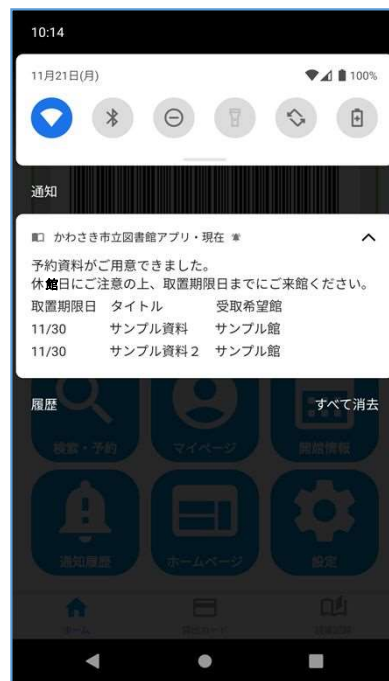 10:14
11月21日(月)
100%
通知
かわさき市立図書館アプリ・現在
予約資料がご用意できました。
休館日にご注意の上、取置期限日までにご来館ください。
取置期限日 タイトル 受取希望館
11/30 サンプル資料 サンプル館
11/30 サンプル資料２ サンプル館
履歴 すべて消去
検索・予約 マイページ 開館情報
通知履歴 ホームページ 設定
ホーム